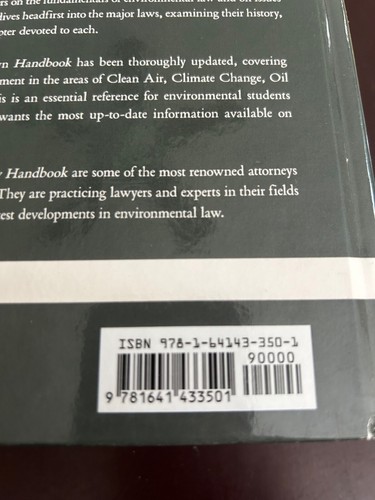 on the fundamentals of environmental law and on issues
dives headfirst into the major laws, examining their history,
devoted to each.
Handbook has been thoroughly updated, covering
in the areas of Clean Air, Climate Change, Oil
is is an essential reference for environmental students
wants the most up-to-date information available on
Handbook are some of the most renowned attorneys
They are practicing lawyers and experts in their fields
developments in environmental law.
ISBN 978-1-64143-350-1
90000
9 781641 433501